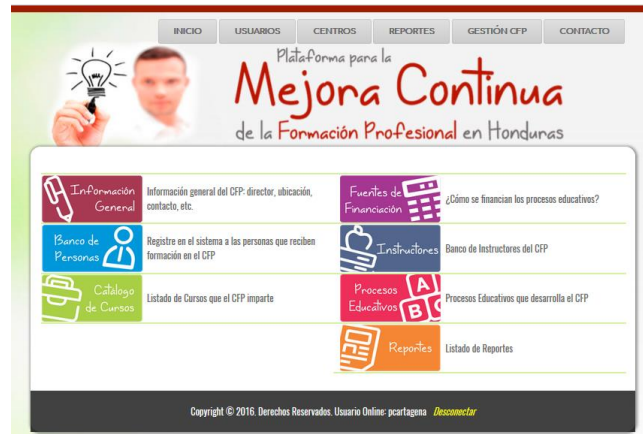 INICIO USUARIOS CENTROS REPORTES GESTIÓN CFP CONTACTO
Plataforma para la
Mejora Continua
de la Formación Profesional en Honduras
Información
General
Información general del CFP: director, ubicación,
contacto, etc.
Fuentes de
Financiación
¿Cómo se financian los procesos educativos?
Banco de
Personas
Registre en el sistema a las personas que reciben
formación en el CFP
Instructores
Banco de Instructores del CFP
Catálogo
de Cursos
Listado de Cursos que el CFP imparte
Procesos
Educativos
A
B C
Procesos Educativos que desarrolla el CFP
Reportes
Listado de Reportes
Copyright © 2016. Derechos Reservados. Usuario Online: pcartagena Desconectar